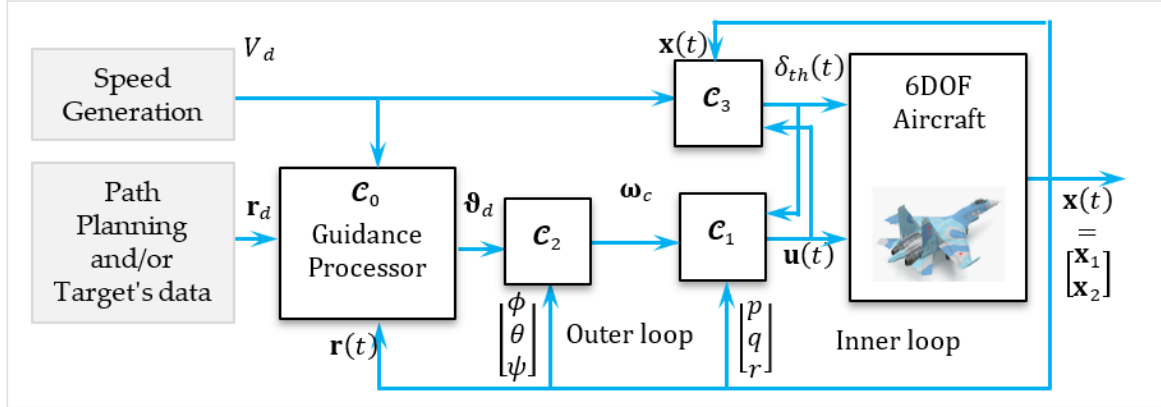 V_d
x(t)
Speed
Generation
C_3
δ_th(t)
6DOF
Aircraft
Path
Planning
and/or
Target's data
r_d
C_0
Guidance
Processor
ϑ_d
C_2
ω_c
C_1
u(t)
x(t)
=
[x_1
x_2]
r(t)
[ϕ
θ
ψ]
Outer loop
[p
q
r]
Inner loop